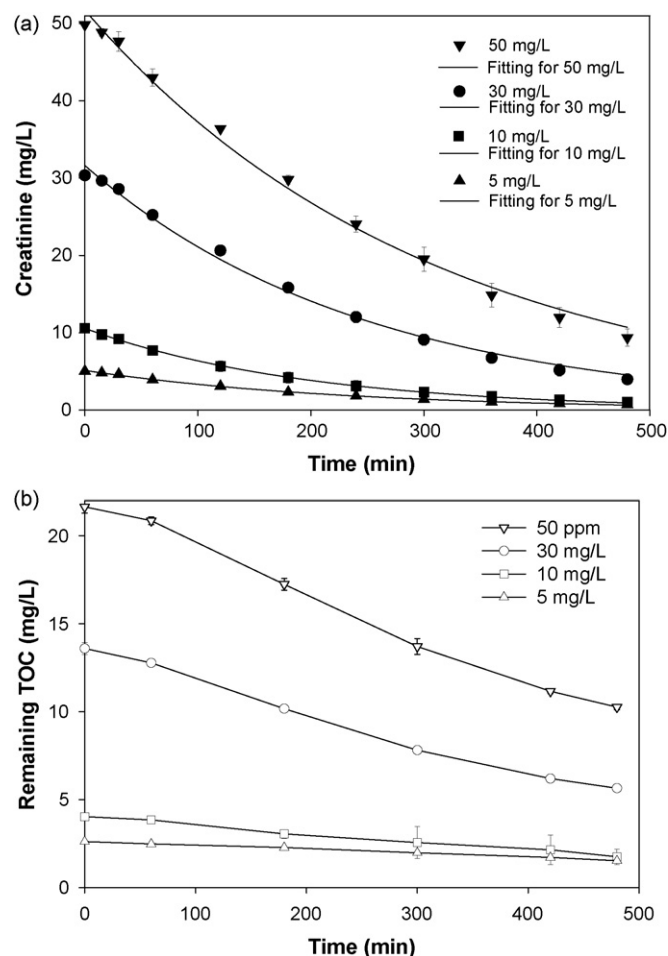 (a)
50
40
30
20
10
0
Creatinine (mg/L)
50 mg/L
Fitting for 50 mg/L
30 mg/L
Fitting for 30 mg/L
10 mg/L
Fitting for 10 mg/L
5 mg/L
Fitting for 5 mg/L
0 100 200 300 400 500
Time (min)
(b)
20
15
10
5
0
Remaining TOC (mg/L)
50 ppm
30 mg/L
10 mg/L
5 mg/L
0 100 200 300 400 500
Time (min)